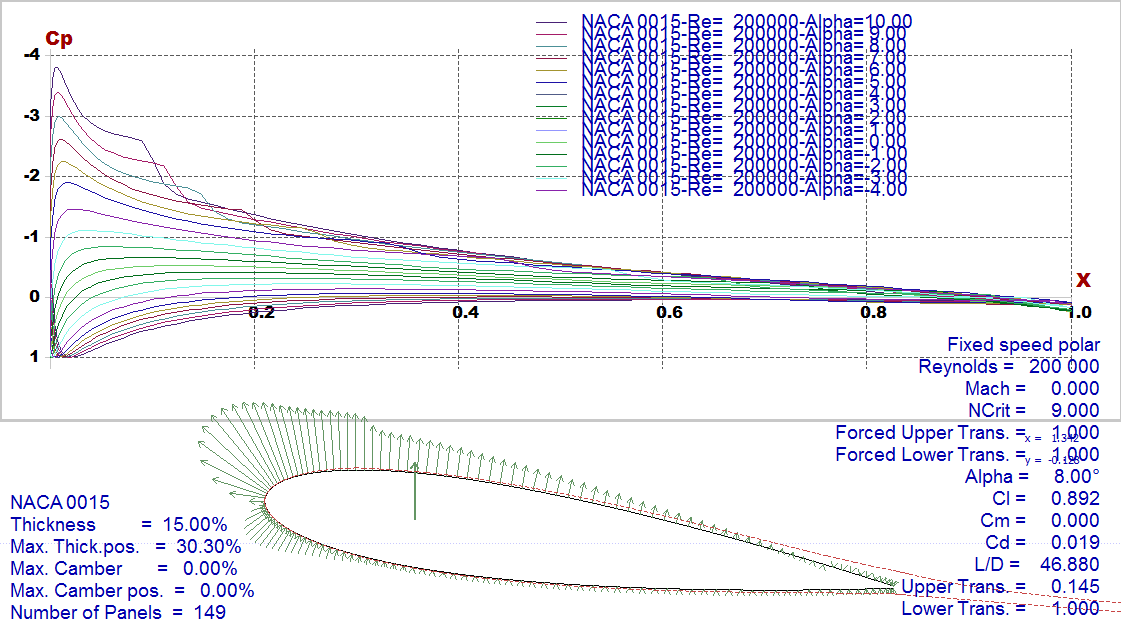 Cp
NACA 0015-Re=  200000-Alpha=10.00
NACA 0015-Re=  200000-Alpha= 9.00
NACA 0015-Re=  200000-Alpha= 8.00
NACA 0015-Re=  200000-Alpha= 7.00
NACA 0015-Re=  200000-Alpha= 6.00
NACA 0015-Re=  200000-Alpha= 5.00
NACA 0015-Re=  200000-Alpha= 4.00
NACA 0015-Re=  200000-Alpha= 3.00
NACA 0015-Re=  200000-Alpha= 2.00
NACA 0015-Re=  200000-Alpha= 1.00
NACA 0015-Re=  200000-Alpha= 0.00
NACA 0015-Re=  200000-Alpha=-1.00
NACA 0015-Re=  200000-Alpha=-2.00
NACA 0015-Re=  200000-Alpha=-3.00
NACA 0015-Re=  200000-Alpha=-4.00
-4
-3
-2
-1
0
1
X
0.2 0.4 0.6 0.8 1.0
Fixed speed polar
Reynolds = 200 000
Mach = 0.000
NCrit = 9.000
Forced Upper Trans. = 1.000
Forced Lower Trans. = 1.000
x =
y =
Alpha = 8.00°
Cl = 0.892
Cm = 0.000
Cd = 0.019
L/D = 46.880
Upper Trans. = 0.145
Lower Trans. = 1.000
NACA 0015
Thickness = 15.00%
Max. Thick.pos. = 30.30%
Max. Camber = 0.00%
Max. Camber pos. = 0.00%
Number of Panels = 149